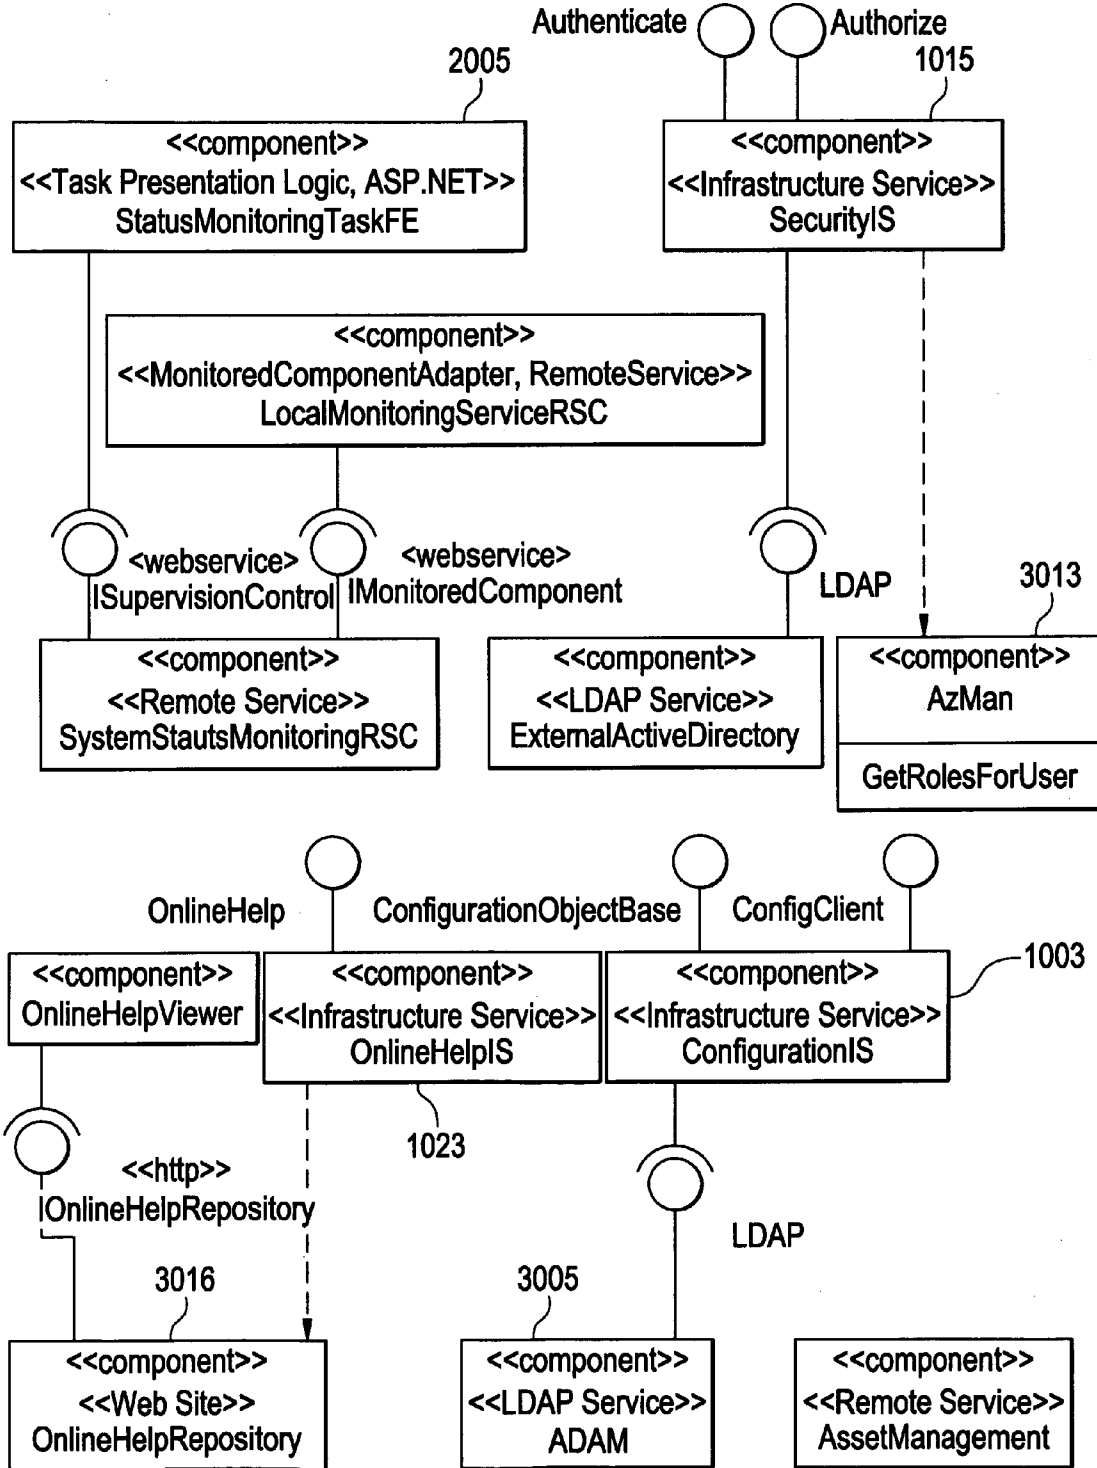 Authenticate
Authorize
2005
1015
<<component>>
<<Task Presentation Logic, ASP.NET>>
StatusMonitoringTaskFE
<<component>>
<<Infrastructure Service>>
SecurityIS
<<component>>
<<MonitoredComponentAdapter, RemoteService>>
LocalMonitoringServiceRSC
<webservice>
ISupervisionControl
<webservice>
IMonitoredComponent
LDAP
3013
<<component>>
<<Remote Service>>
SystemStautsMonitoringRSC
<<component>>
<<LDAP Service>>
ExternalActiveDirectory
<<component>>
AzMan
GetRolesForUser
OnlineHelp
ConfigurationObjectBase
ConfigClient
<<component>>
OnlineHelpViewer
<<component>>
<<Infrastructure Service>>
OnlineHelpIS
<<component>>
<<Infrastructure Service>>
ConfigurationIS
1003
1023
<<http>>
IOnlineHelpRepository
LDAP
3016
3005
<<component>>
<<Web Site>>
OnlineHelpRepository
<<component>>
<<LDAP Service>>
ADAM
<<component>>
<<Remote Service>>
AssetManagement